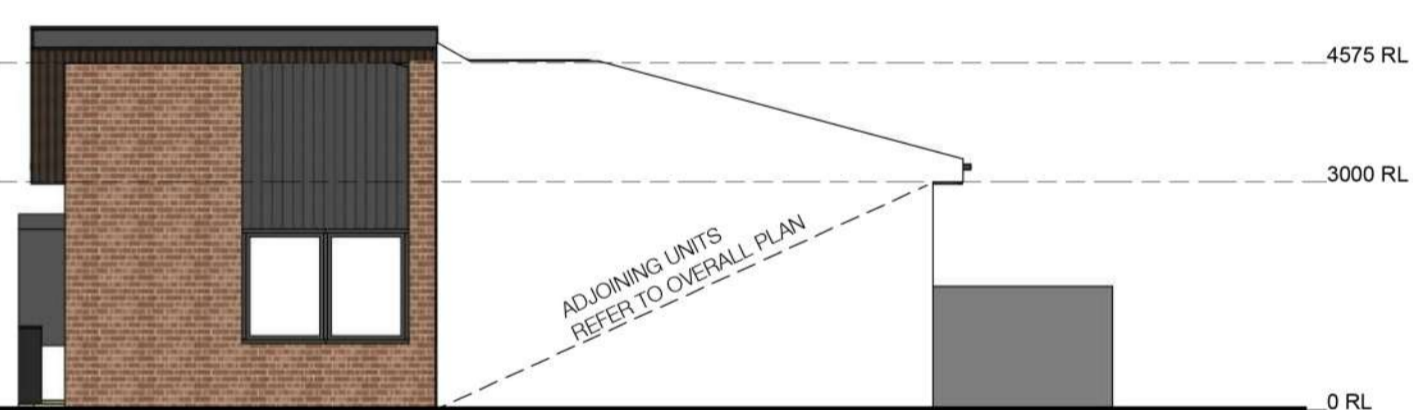 4575 RL
3000 RL
ADJOINING UNITS
REFER TO OVERALL PLAN
0 RL